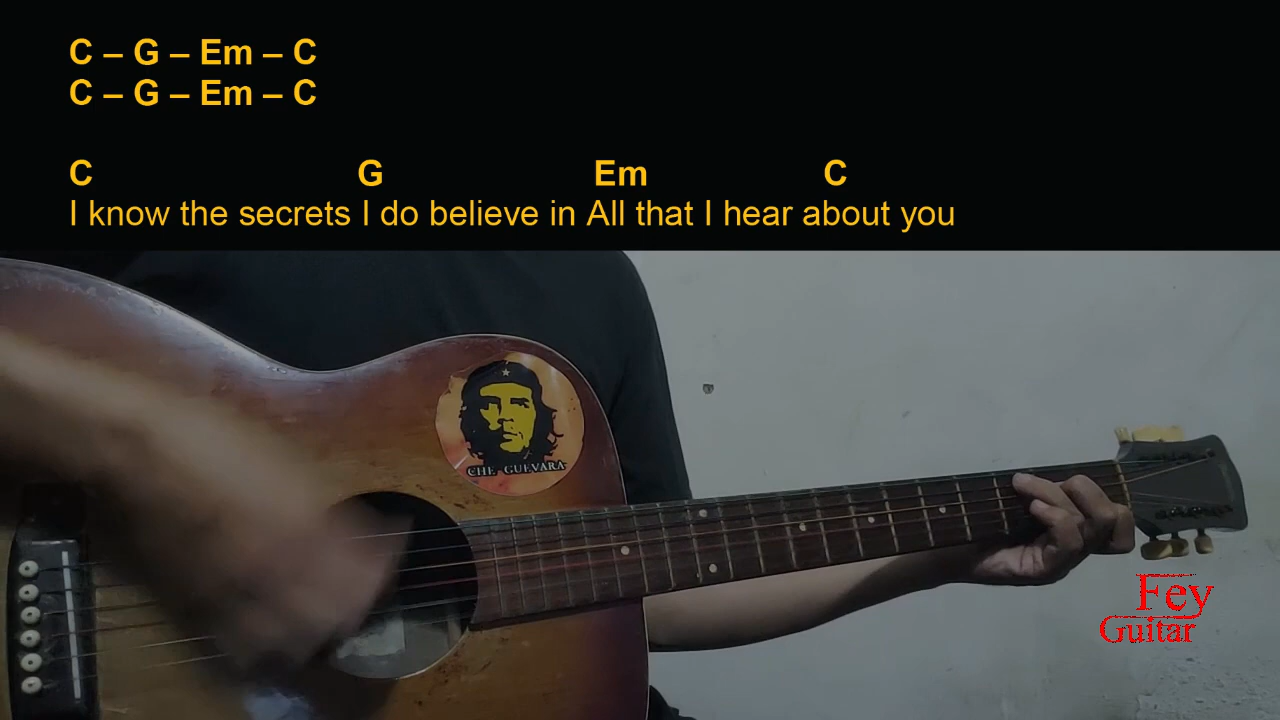 C – G – Em – C
C – G – Em – C
C G Em C
I know the secrets I do believe in All that I hear about you
CHE GUEVARA
Fey
Guitar